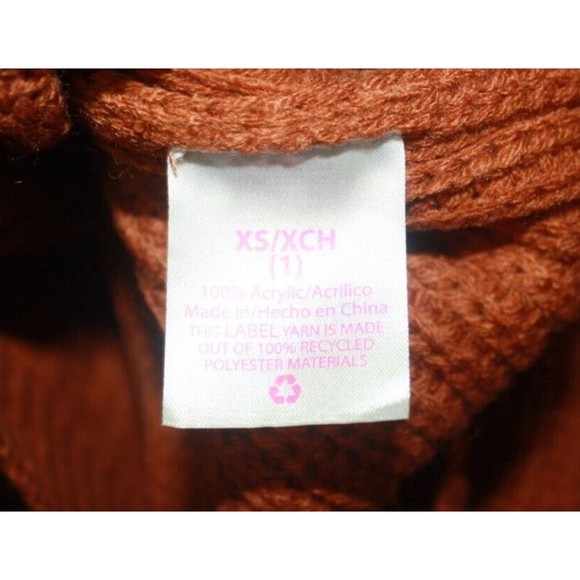 XS/XCH
(1)
100% Acrylic/Acrilico
Made in/Hecho en China
THIS LABEL YARN IS MADE
OUT OF 100% RECYCLED
POLYESTER MATERIALS